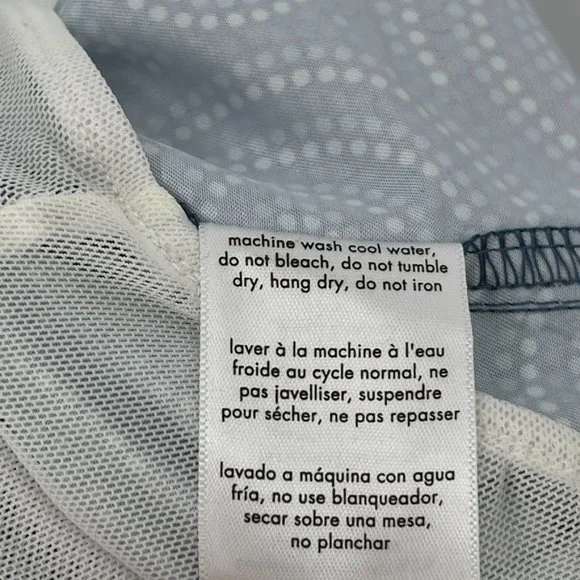 machine wash cool water,
do not bleach, do not tumble
dry, hang dry, do not iron
laver à la machine à l'eau
froide au cycle normal, ne
pas javelliser, suspendre
pour sécher, ne pas repasser
lavado a máquina con agua
fría, no use blanqueador,
secar sobre una mesa,
no planchar